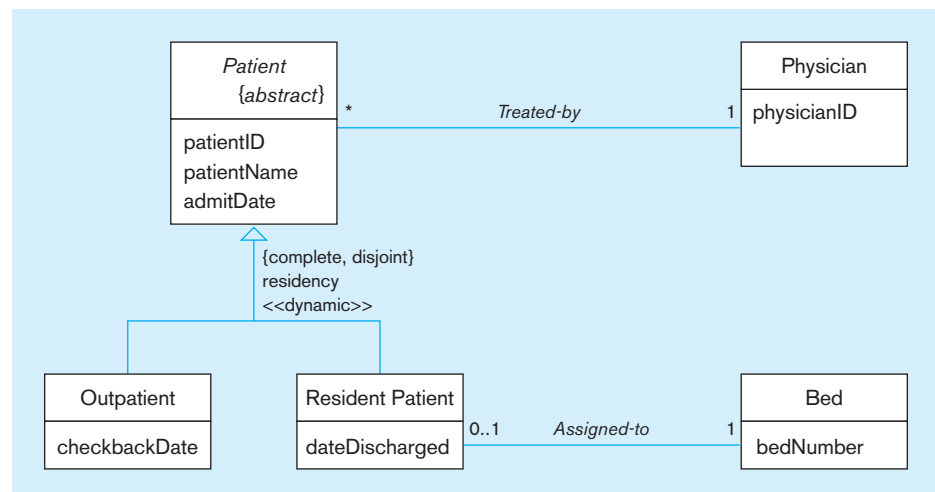 Patient
{abstract}
patientID
patientName
admitDate
* Treated-by 1
Physician
physicianID
{complete, disjoint}
residency
<<dynamic>>
Outpatient
checkbackDate
Resident Patient
dateDischarged
0..1 Assigned-to 1
Bed
bedNumber